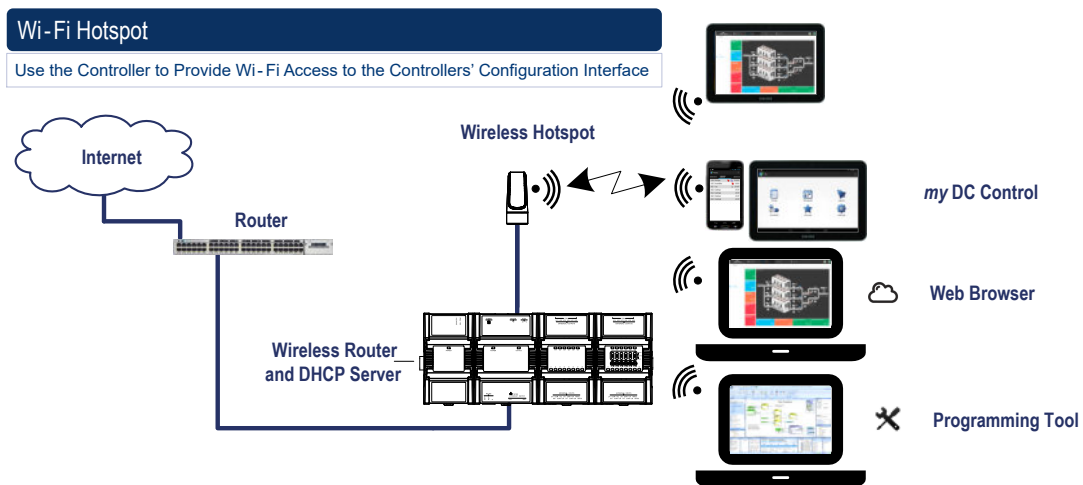 Wi-Fi Hotspot
Use the Controller to Provide Wi-Fi Access to the Controllers' Configuration Interface
Wireless Hotspot
Internet
my DC Control
Router
Web Browser
Wireless Router
and DHCP Server
Programming Tool